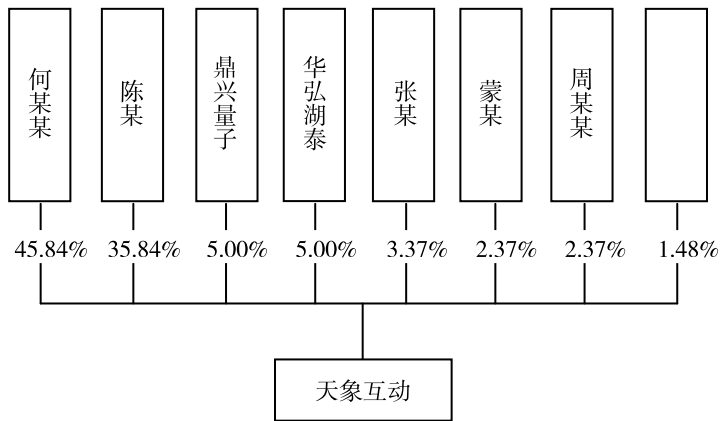 何某某
陈某
鼎兴量子
华弘湖泰
张某
蒙某
周某某
45.84%
35.84%
5.00%
5.00%
3.37%
2.37%
2.37%
1.48%
天象互动